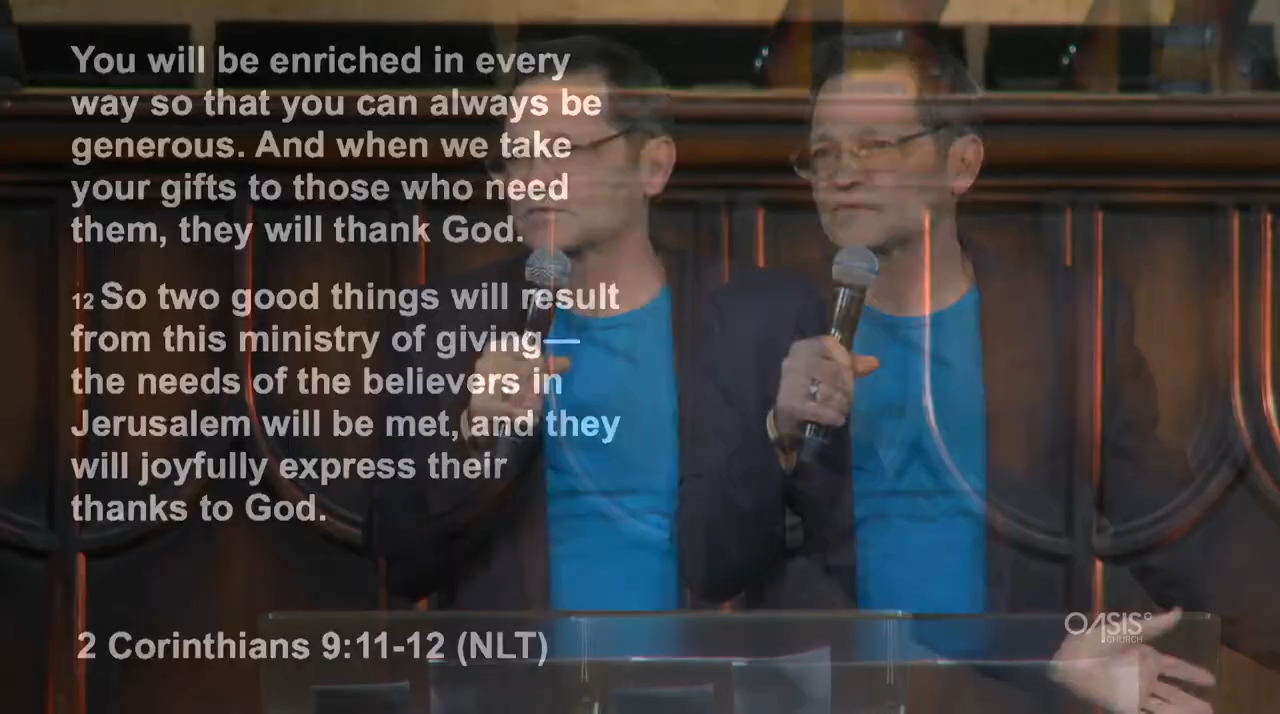 You will be enriched in every
way so that you can always be
generous. And when we take
your gifts to those who need
them, they will thank God.
12 So two good things will result
from this ministry of giving—
the needs of the believers in
Jerusalem will be met, and they
will joyfully express their
thanks to God.
2 Corinthians 9:11-12 (NLT)
OASIS
CHURCH